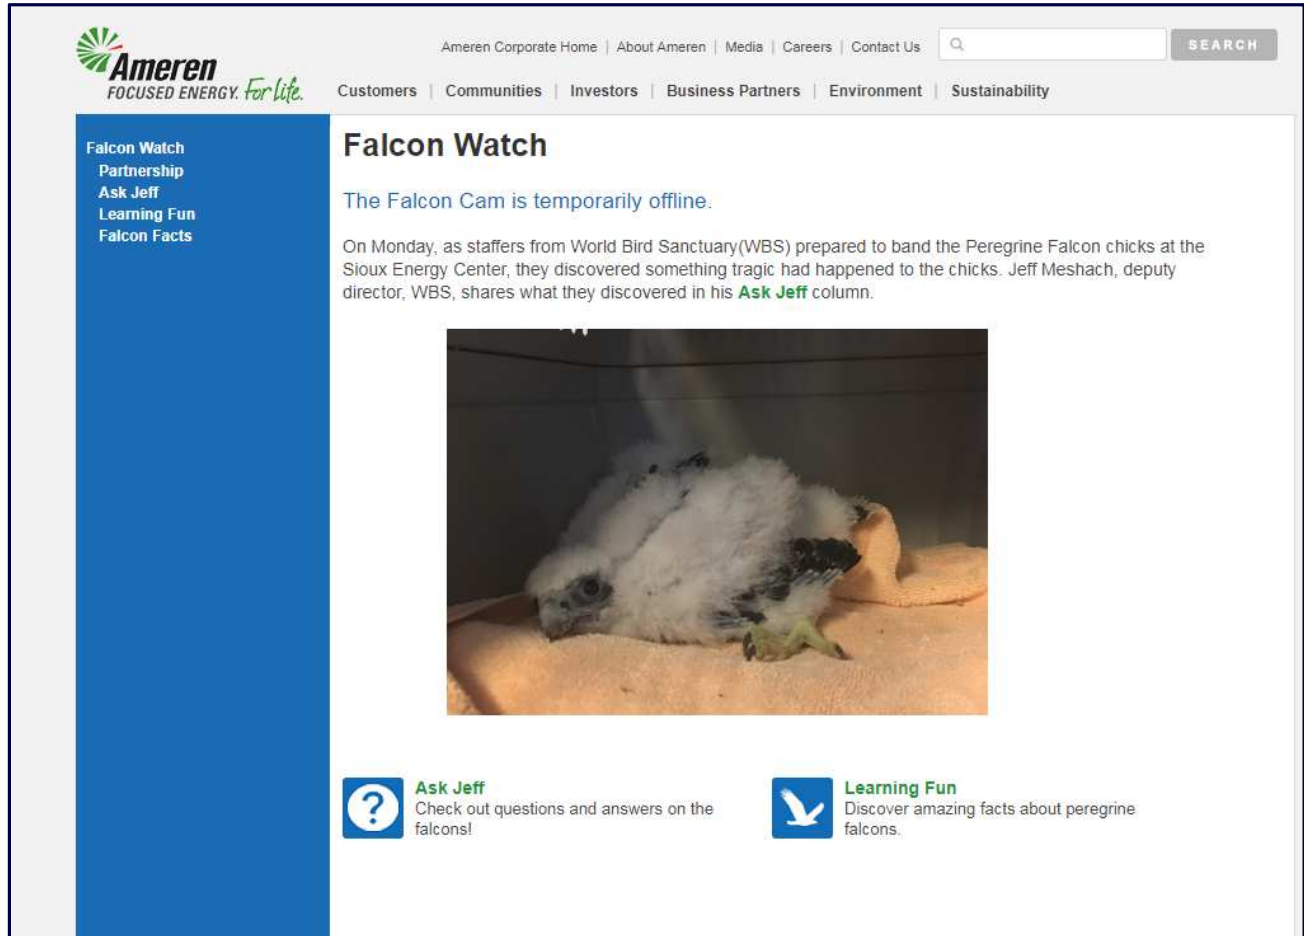 Ameren
FOCUSED ENERGY. For life.
Ameren Corporate Home | About Ameren | Media | Careers | Contact Us
SEARCH
Customers | Communities | Investors | Business Partners | Environment | Sustainability
Falcon Watch
Partnership
Ask Jeff
Learning Fun
Falcon Facts
Falcon Watch
The Falcon Cam is temporarily offline.
On Monday, as staffers from World Bird Sanctuary(WBS) prepared to band the Peregrine Falcon chicks at the
Sioux Energy Center, they discovered something tragic had happened to the chicks. Jeff Meshach, deputy
director, WBS, shares what they discovered in his Ask Jeff column.
Ask Jeff
Check out questions and answers on the
falcons!
Learning Fun
Discover amazing facts about peregrine
falcons.